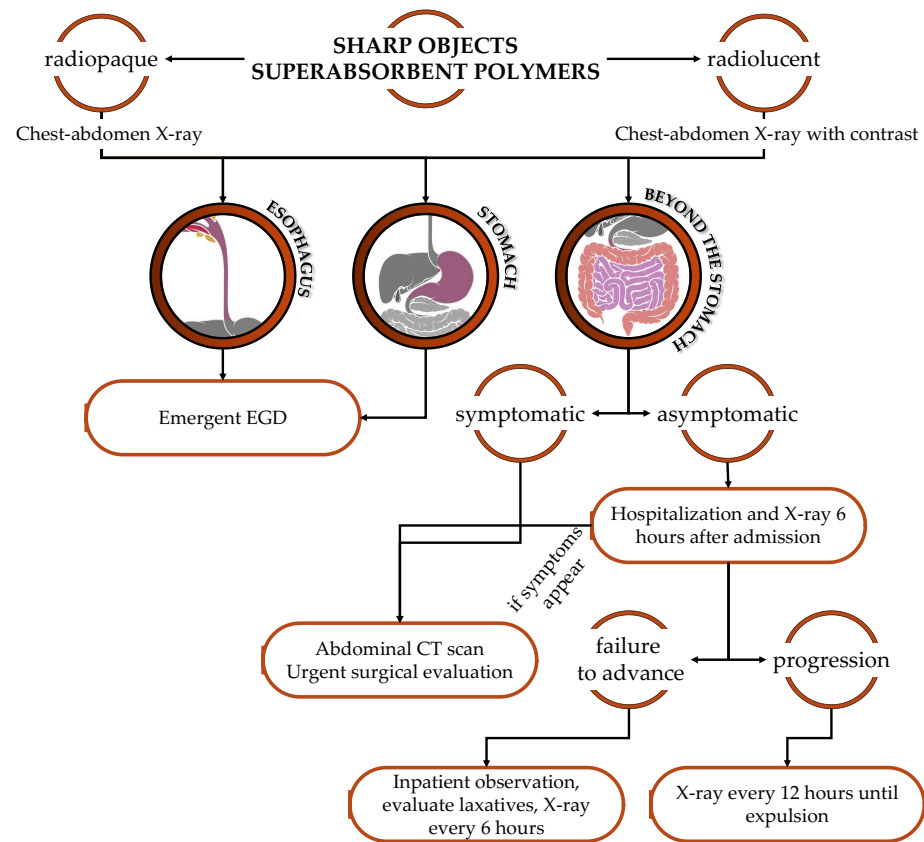 SHARP OBJECTS
SUPERABSORBENT POLYMERS
radiopaque
radiolucent
Chest-abdomen X-ray
Chest-abdomen X-ray with contrast
ESOPHAGUS
STOMACH
BEYOND THE STOMACH
Emergent EGD
symptomatic
asymptomatic
Hospitalization and X-ray 6
hours after admission
if symptoms
appear
Abdominal CT scan
Urgent surgical evaluation
failure
to advance
progression
Inpatient observation,
evaluate laxatives, X-ray
every 6 hours
X-ray every 12 hours until
expulsion